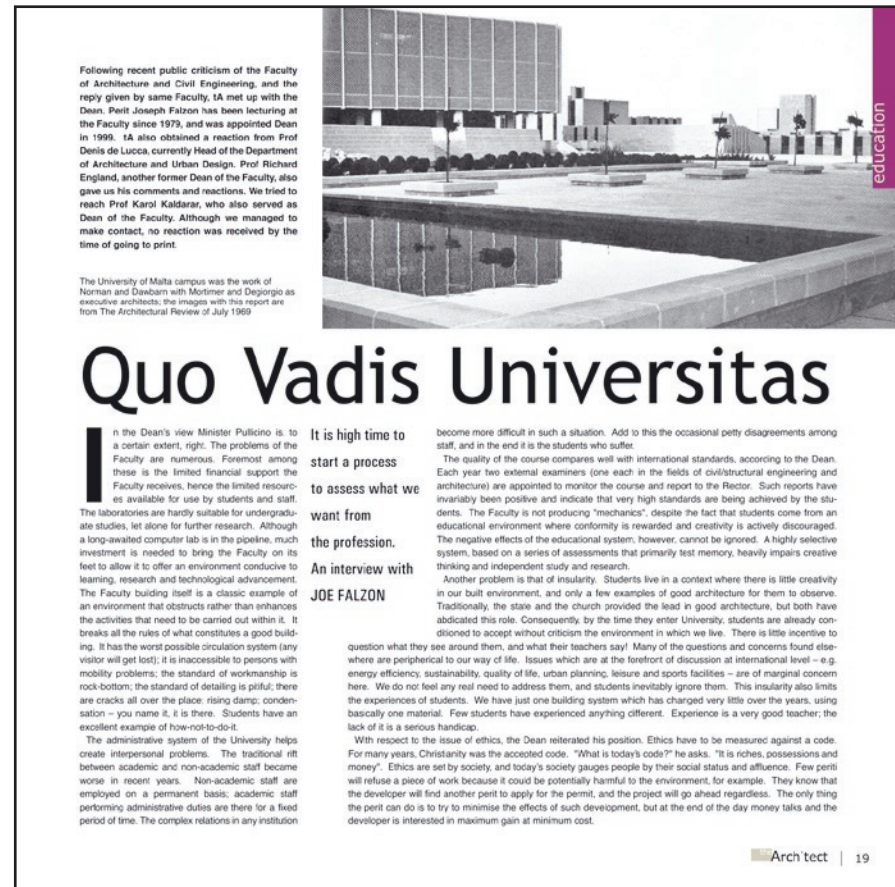 Following recent public criticism of the Faculty
of Architecture and Civil Engineering, and the
reply given by same Faculty, tA met up with the
Dean. Perit Joseph Falzon has been lecturing at
the Faculty since 1979, and was appointed Dean
in 1999. tA also obtained a reaction from Prof
Denis de Lucca, currently Head of the Department
of Architecture and Urban Design. Prof Richard
England, another former Dean of the Faculty, also
gave us his comments and reactions. We tried to
reach Prof Karol Kaldarar, who also served as
Dean of the Faculty. Although we managed to
make contact, no reaction was received by the
time of going to print.
The University of Malta campus was the work of
Norman and Dawbarn with Mortimer and Degiorgio as
executive architects; the images with this report are
from The Architectural Review of July 1969
education
Quo Vadis Universitas
In the Dean's view Minister Pullicino is, to
a certain extent, right. The problems of the
Faculty are numerous. Foremost among
these is the limited financial support the
Faculty receives, hence the limited resourc-
es available for use by students and staff.
The laboratories are hardly suitable for undergradu-
ate studies, let alone for further research. Although
a long-awaited computer lab is in the pipeline, much
investment is needed to bring the Faculty on its
feet to allow it to offer an environment conducive to
learning, research and technological advancement.
The Faculty building itself is a classic example of
an environment that obstructs rather than enhances
the activities that need to be carried out within it. It
breaks all the rules of what constitutes a good build-
ing. It has the worst possible circulation system (any
visitor will get lost); it is inaccessible to persons with
mobility problems; the standard of workmanship is
rock-bottom; the standard of detailing is pitiful; there
are cracks all over the place; rising damp; conden-
sation – you name it, it is there. Students have an
excellent example of how-not-to-do-it.
The administrative system of the University helps
create interpersonal problems. The traditional rift
between academic and non-academic staff became
worse in recent years. Non-academic staff are
employed on a permanent basis; academic staff
performing administrative duties are there for a fixed
period of time. The complex relations in any institution
It is high time to
start a process
to assess what we
want from
the profession.
An interview with
JOE FALZON
become more difficult in such a situation. Add to this the occasional petty disagreements among
staff, and in the end it is the students who suffer.
The quality of the course compares well with international standards, according to the Dean.
Each year two external examiners (one each in the fields of civil/structural engineering and
architecture) are appointed to monitor the course and report to the Rector. Such reports have
invariably been positive and indicate that very high standards are being achieved by the stu-
dents. The Faculty is not producing "mechanics", despite the fact that students come from an
educational environment where conformity is rewarded and creativity is actively discouraged.
The negative effects of the educational system, however, cannot be ignored. A highly selective
system, based on a series of assessments that primarily test memory, heavily impairs creative
thinking and independent study and research.
Another problem is that of insularity. Students live in a context where there is little creativity
in our built environment, and only a few examples of good architecture for them to observe.
Traditionally, the state and the church provided the lead in good architecture, but both have
abdicated this role. Consequently, by the time they enter University, students are already con-
ditioned to accept without criticism the environment in which we live. There is little incentive to
question what they see around them, and what their teachers say! Many of the questions and concerns found else-
where are peripherical to our way of life. Issues which are at the forefront of discussion at international level – e.g.
energy efficiency, sustainability, quality of life, urban planning, leisure and sports facilities – are of marginal concern
here. We do not feel any real need to address them, and students inevitably ignore them. This insularity also limits
the experiences of students. We have just one building system which has changed very little over the years, using
basically one material. Few students have experienced anything different. Experience is a very good teacher; the
lack of it is a serious handicap.
With respect to the issue of ethics, the Dean reiterated his position. Ethics have to be measured against a code.
For many years, Christianity was the accepted code. "What is today's code?" he asks. "It is riches, possessions and
money". Ethics are set by society, and today's society gauges people by their social status and affluence. Few periti
will refuse a piece of work because it could be potentially harmful to the environment, for example. They know that
the developer will find another perit to apply for the permit, and the project will go ahead regardless. The only thing
the perit can do is to try to minimise the effects of such development, but at the end of the day money talks and the
developer is interested in maximum gain at minimum cost.
the Architect | 19